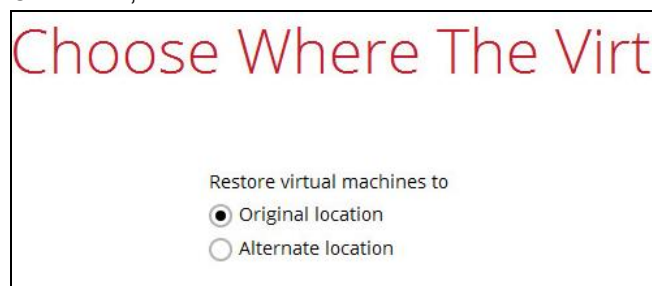 Choose Where The Virt
Restore virtual machines to
Original location
Alternate location